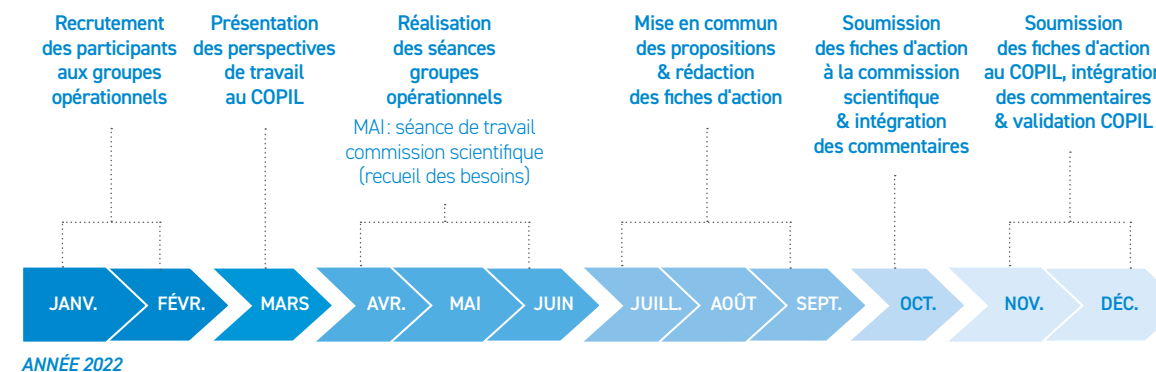 Recrutement
des participants
aux groupes
opérationnels
Présentation
des perspectives
de travail
au COPIL
Réalisation
des séances
groupes
opérationnels
MAI : séance de travail
commission scientifique
(recueil des besoins)
Mise en commun
des propositions
& rédaction
des fiches d'action
Soumission
des fiches d'action
à la commission
scientifique
& intégration
des commentaires
Soumission
des fiches d'action
au COPIL, intégration
des commentaires
& validation COPIL
JANV. FÉVR. MARS AVR. MAI JUIN JUILL. AOÛT SEPT. OCT. NOV. DÉC.
ANNÉE 2022